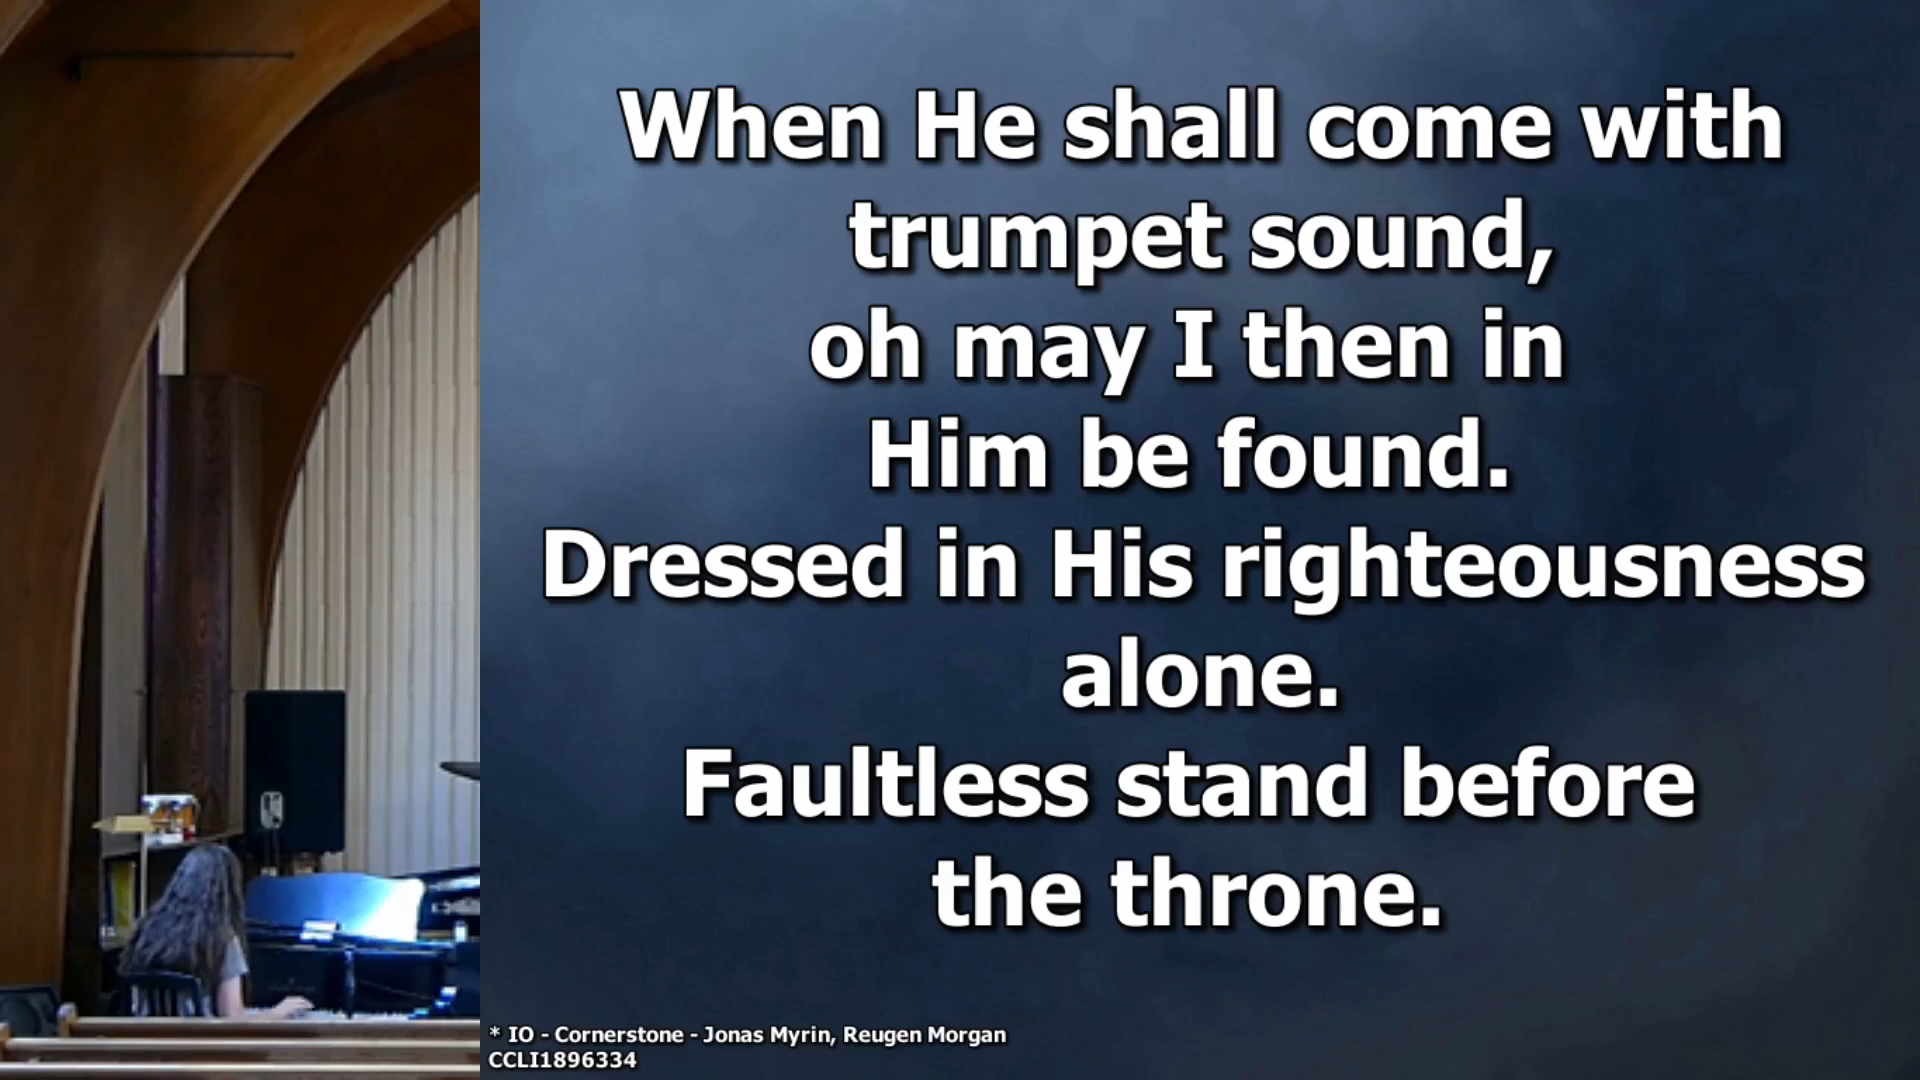 When He shall come with
trumpet sound,
oh may I then in
Him be found.
Dressed in His righteousness
alone.
Faultless stand before
the throne.
* IO - Cornerstone - Jonas Myrin, Reugen Morgan
CCLI1896334